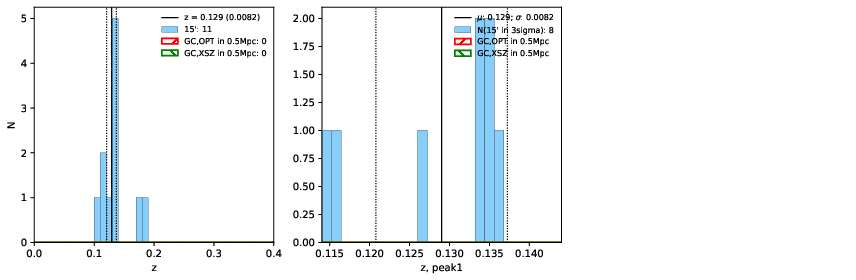 z = 0.129 (0.0082)
15': 11
GC,OPT in 0.5Mpc: 0
GC,XSZ in 0.5Mpc: 0
5
4
3
2
1
0
N
0.0
0.1
0.2
0.3
0.4
z
μ: 0.129; σ: 0.0082
N(15' in 3sigma): 8
GC,OPT in 0.5Mpc
GC,XSZ in 0.5Mpc
2.00
1.75
1.50
1.25
1.00
0.75
0.50
0.25
0.00
0.115
0.120
0.125
0.130
0.135
0.140
z, peak1